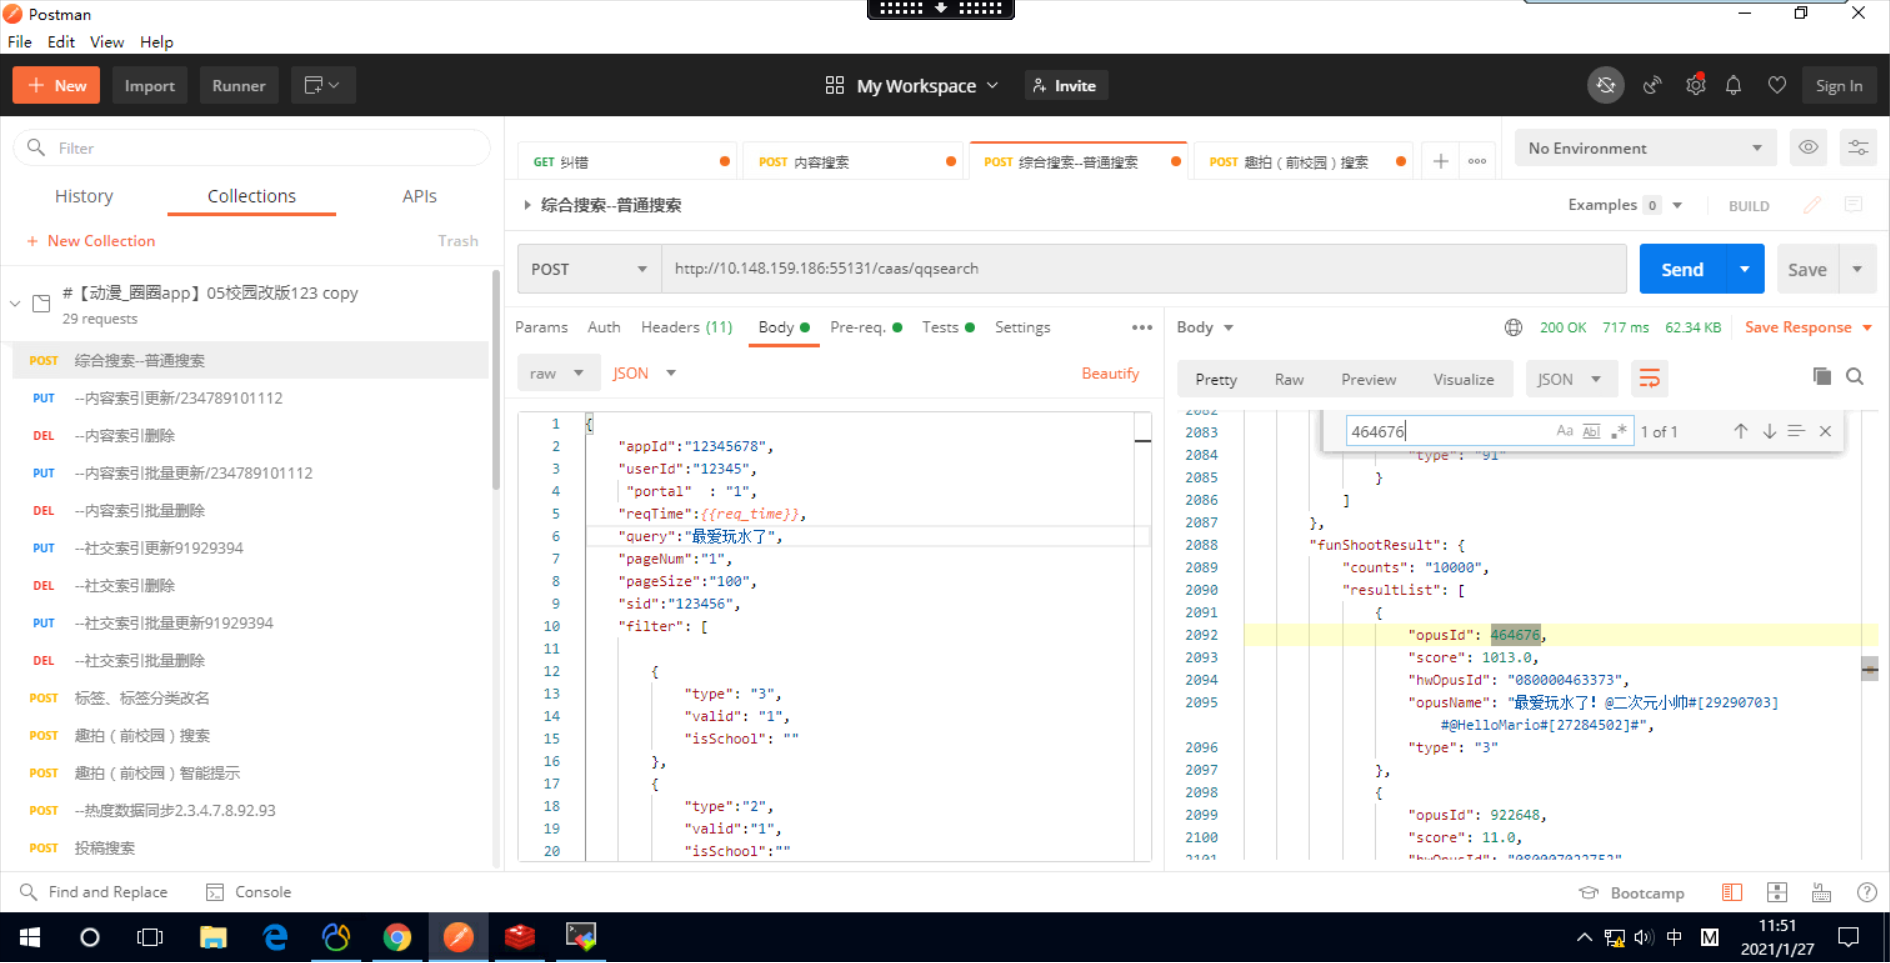 Postman
File Edit View Help
+ New Import Runner My Workspace Invite Sign In
Filter
History Collections APIs
+ New Collection Trash
#【动漫_圈圈app】05校园改版123 copy
29 requests
POST 综合搜索--普通搜索
PUT --内容索引更新/234789101112
DEL --内容索引删除
PUT --内容索引批量更新/234789101112
DEL --内容索引批量删除
PUT --社交索引更新91929394
DEL --社交索引删除
PUT --社交索引批量更新91929394
DEL --社交索引批量删除
POST 标签、标签分类改名
POST 趣拍（前校园）搜索
POST 趣拍（前校园）智能提示
POST --热度数据同步2.3.4.7.8.92.93
POST 投稿搜索
GET 纠错 POST 内容搜索 POST 综合搜索--普通搜索 POST 趣拍（前校园）搜索 + ooo
No Environment
综合搜索--普通搜索
Examples 0 BUILD
POST http://10.148.159.186:55131/caas/qqsearch Send Save
Params Auth Headers (11) Body Pre-req. Tests Settings
raw JSON Beautify
1 {
2 "appId":"12345678",
3 "userId":"12345",
4 "portal" : "1",
5 "reqTime":{{req_time}},
6 "query":"最爱玩水了",
7 "pageNum":"1",
8 "pageSize":"100",
9 "sid":"123456",
10 "filter": [
11
12 {
13 "type": "3",
14 "valid": "1",
15 "isSchool": ""
16 },
17 {
18 "type":"2",
19 "valid":"1",
20 "isSchool":""
Body 200 OK 717 ms 62.34 KB Save Response
Pretty Raw Preview Visualize JSON
464676 Aa Abl .* 1 of 1
2082
2083
2084 "type": "91"
2085 }
2086 ]
2087 },
2088 "funShootResult": {
2089 "counts": "10000",
2090 "resultList": [
2091 {
2092 "opusId": 464676,
2093 "score": 1013.0,
2094 "hwOpusId": "080000463373",
2095 "opusName": "最爱玩水了！@二次元小帅#[29290703]
#@HelloMario#[27284502]#",
2096 "type": "3"
2097 },
2098 {
2099 "opusId": 922648,
2100 "score": 11.0,
2101 "hwOpusId": "080007022752"
Find and Replace Console Bootcamp
中 M
11:51
2021/1/27